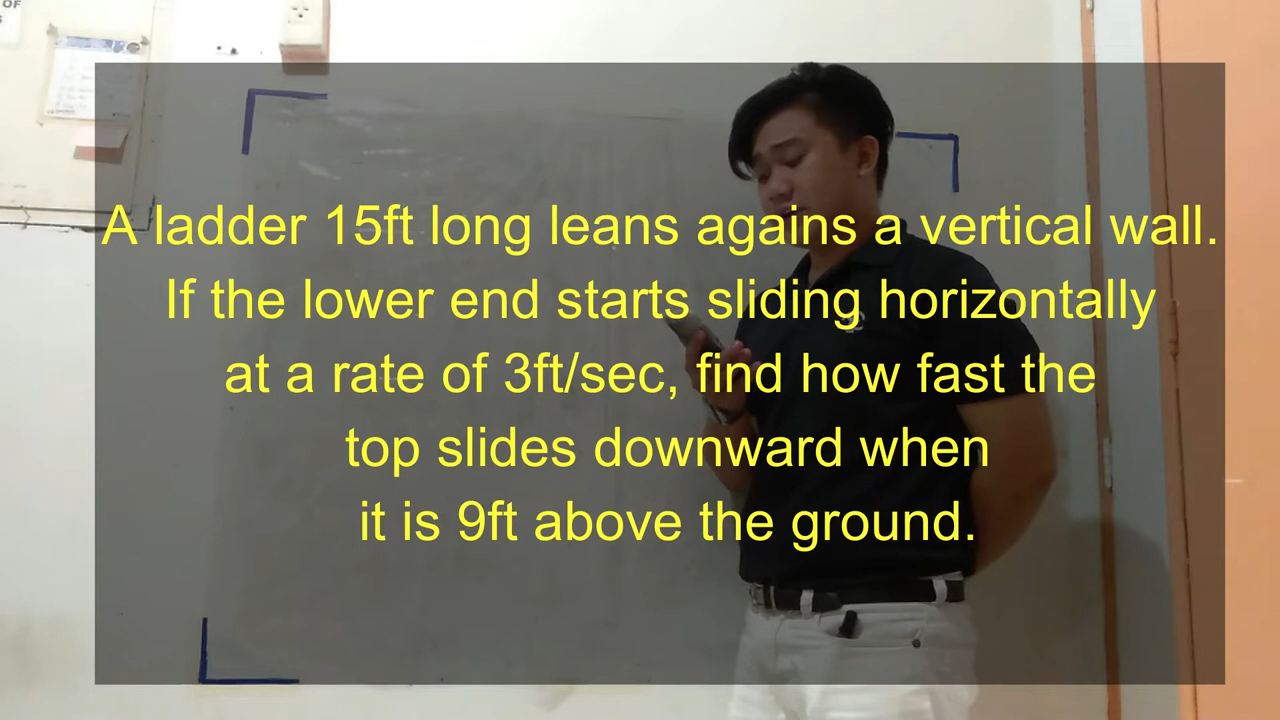 OF
A ladder 15ft long leans agains a vertical wall.
If the lower end starts sliding horizontally
at a rate of 3ft/sec, find how fast the
top slides downward when
it is 9ft above the ground.